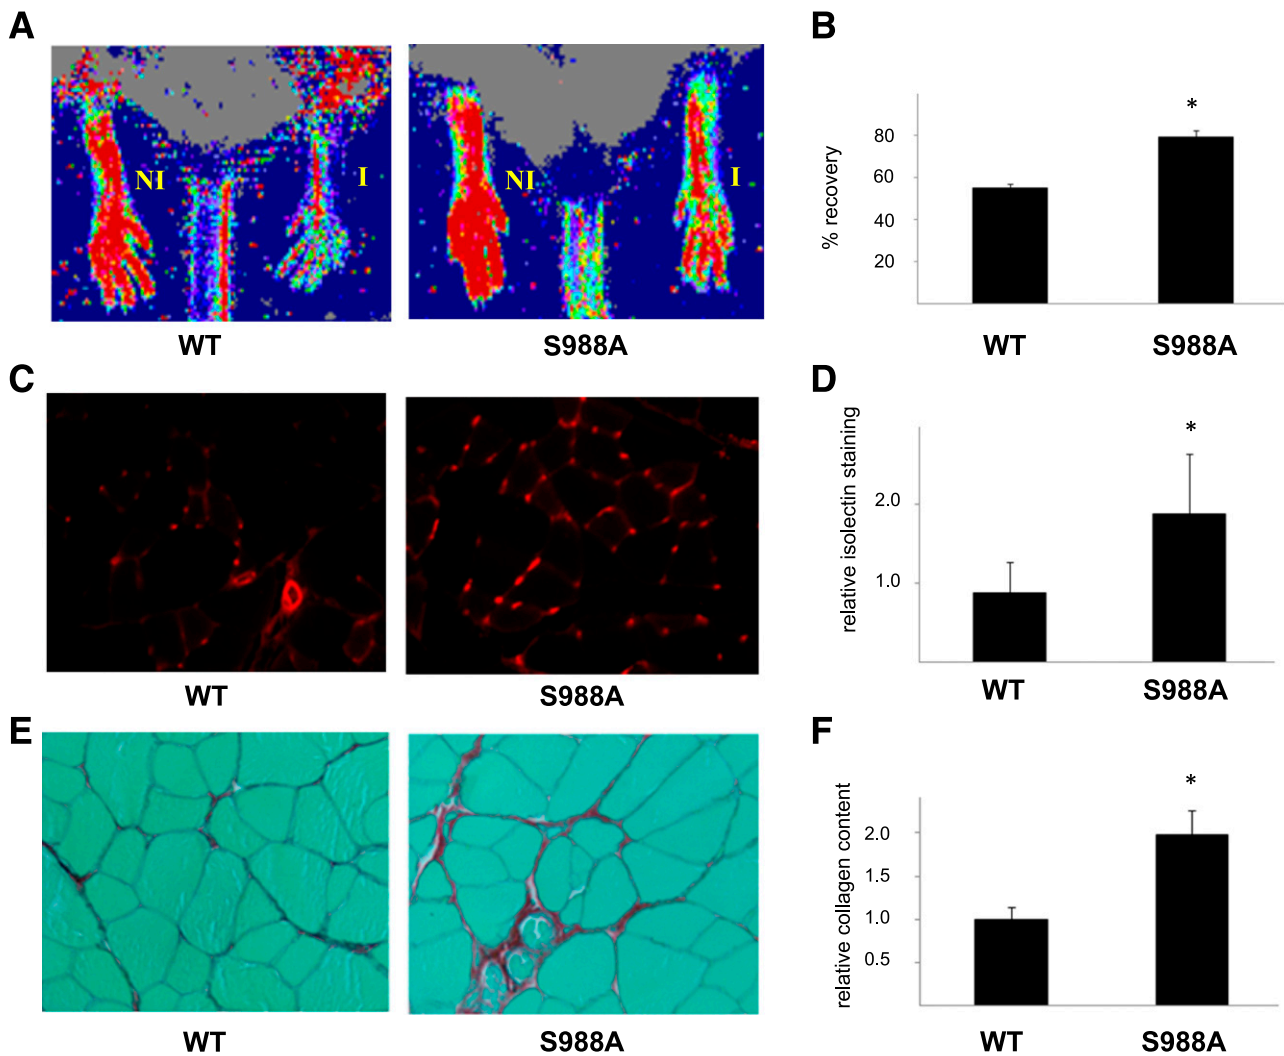 A
NI
I
WT
NI
I
S988A
B
% recovery
80
60
40
20
*
WT
S988A
C
WT
S988A
D
relative isolectin staining
2.0
1.0
*
WT
S988A
E
WT
S988A
F
relative collagen content
2.0
1.5
1.0
0.5
*
WT
S988A